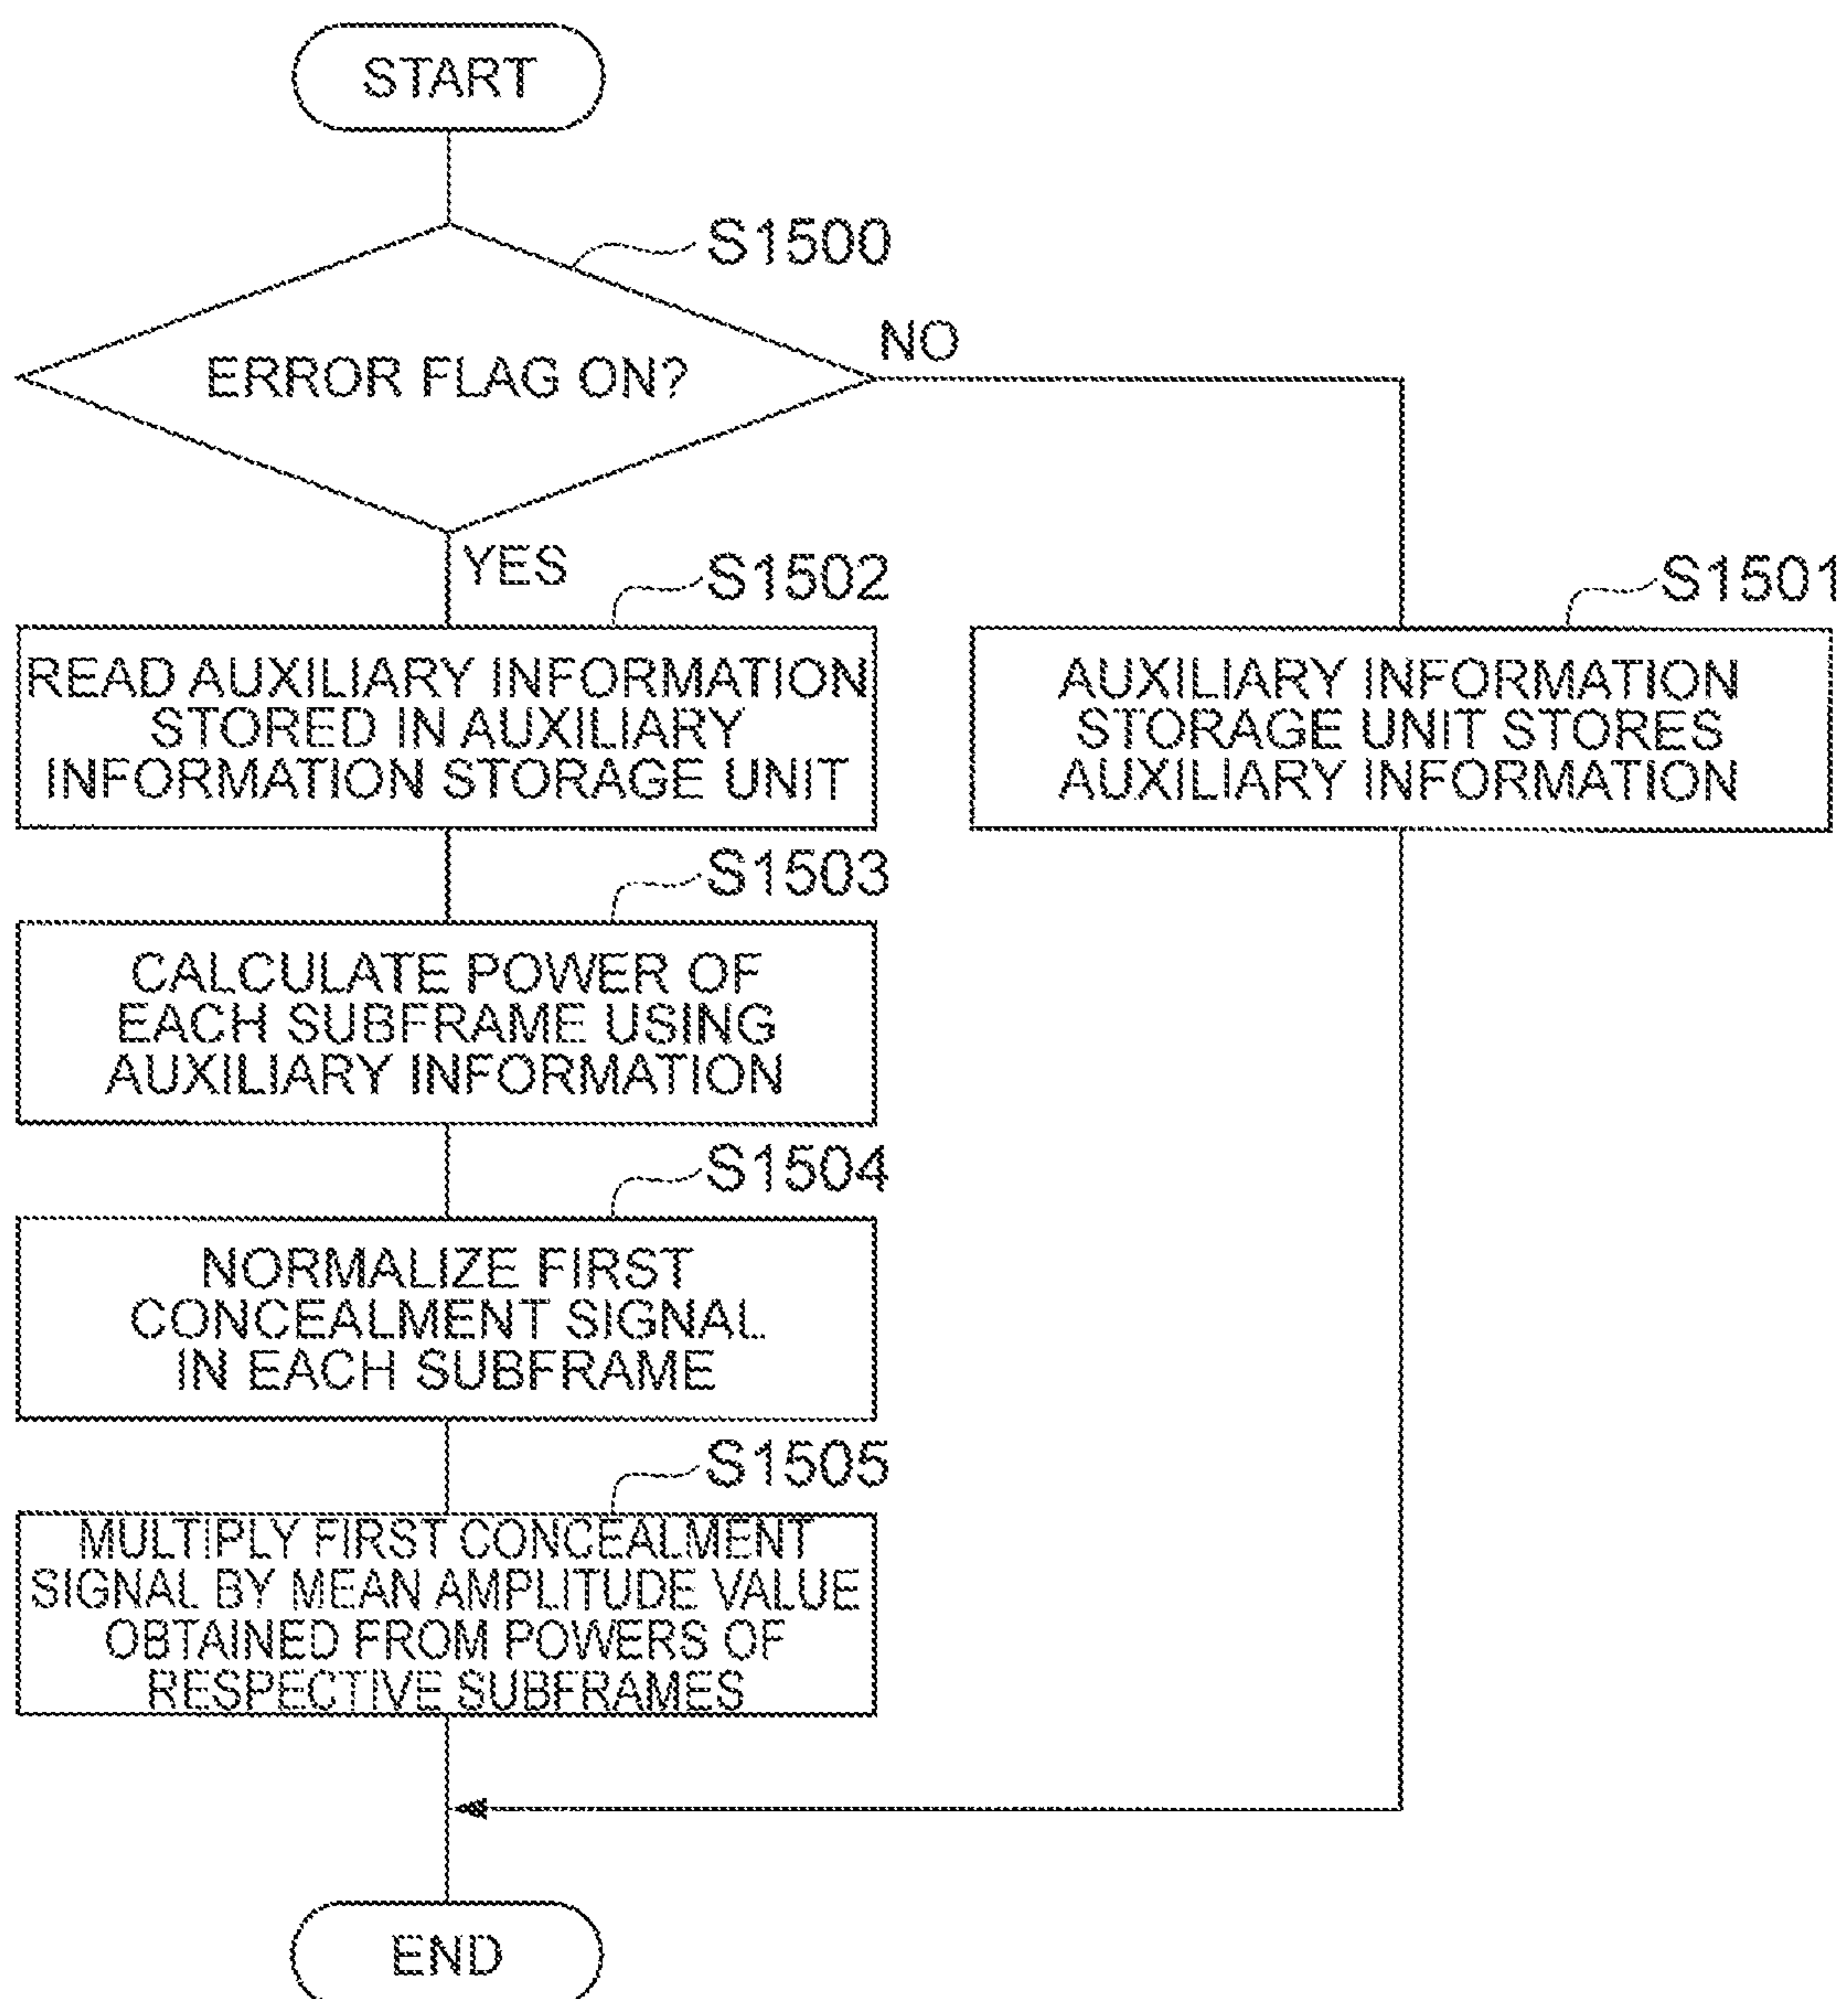 START
S1500
ERROR FLAG ON?
NO
YES
S1502
READ AUXILIARY INFORMATION
STORED IN AUXILIARY
INFORMATION STORAGE UNIT
S1501
AUXILIARY INFORMATION
STORAGE UNIT STORES
AUXILIARY INFORMATION
S1503
CALCULATE POWER OF
EACH SUBFRAME USING
AUXILIARY INFORMATION
S1504
NORMALIZE FIRST
CONCEALMENT SIGNAL
IN EACH SUBFRAME
S1505
MULTIPLY FIRST CONCEALMENT
SIGNAL BY MEAN AMPLITUDE VALUE
OBTAINED FROM POWERS OF
RESPECTIVE SUBFRAMES
END